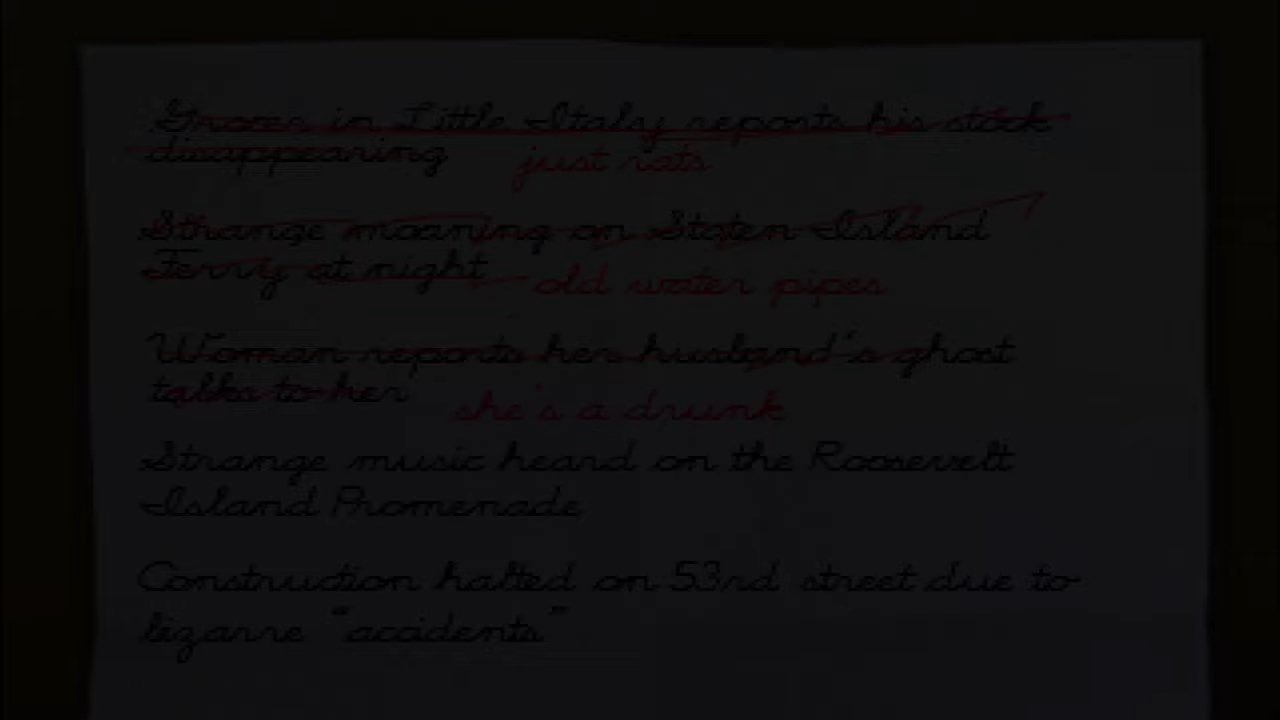 Grocer in Little Italy reports his stock
disappearing just rats
Strange moaning on Staten Island
Ferry at night old water pipes
Woman reports her husband's ghost
talks to her she's a drunk
Strange music heard on the Roosevelt
Island Promenade
Construction halted on 53rd street due to
bizarre "accidents"